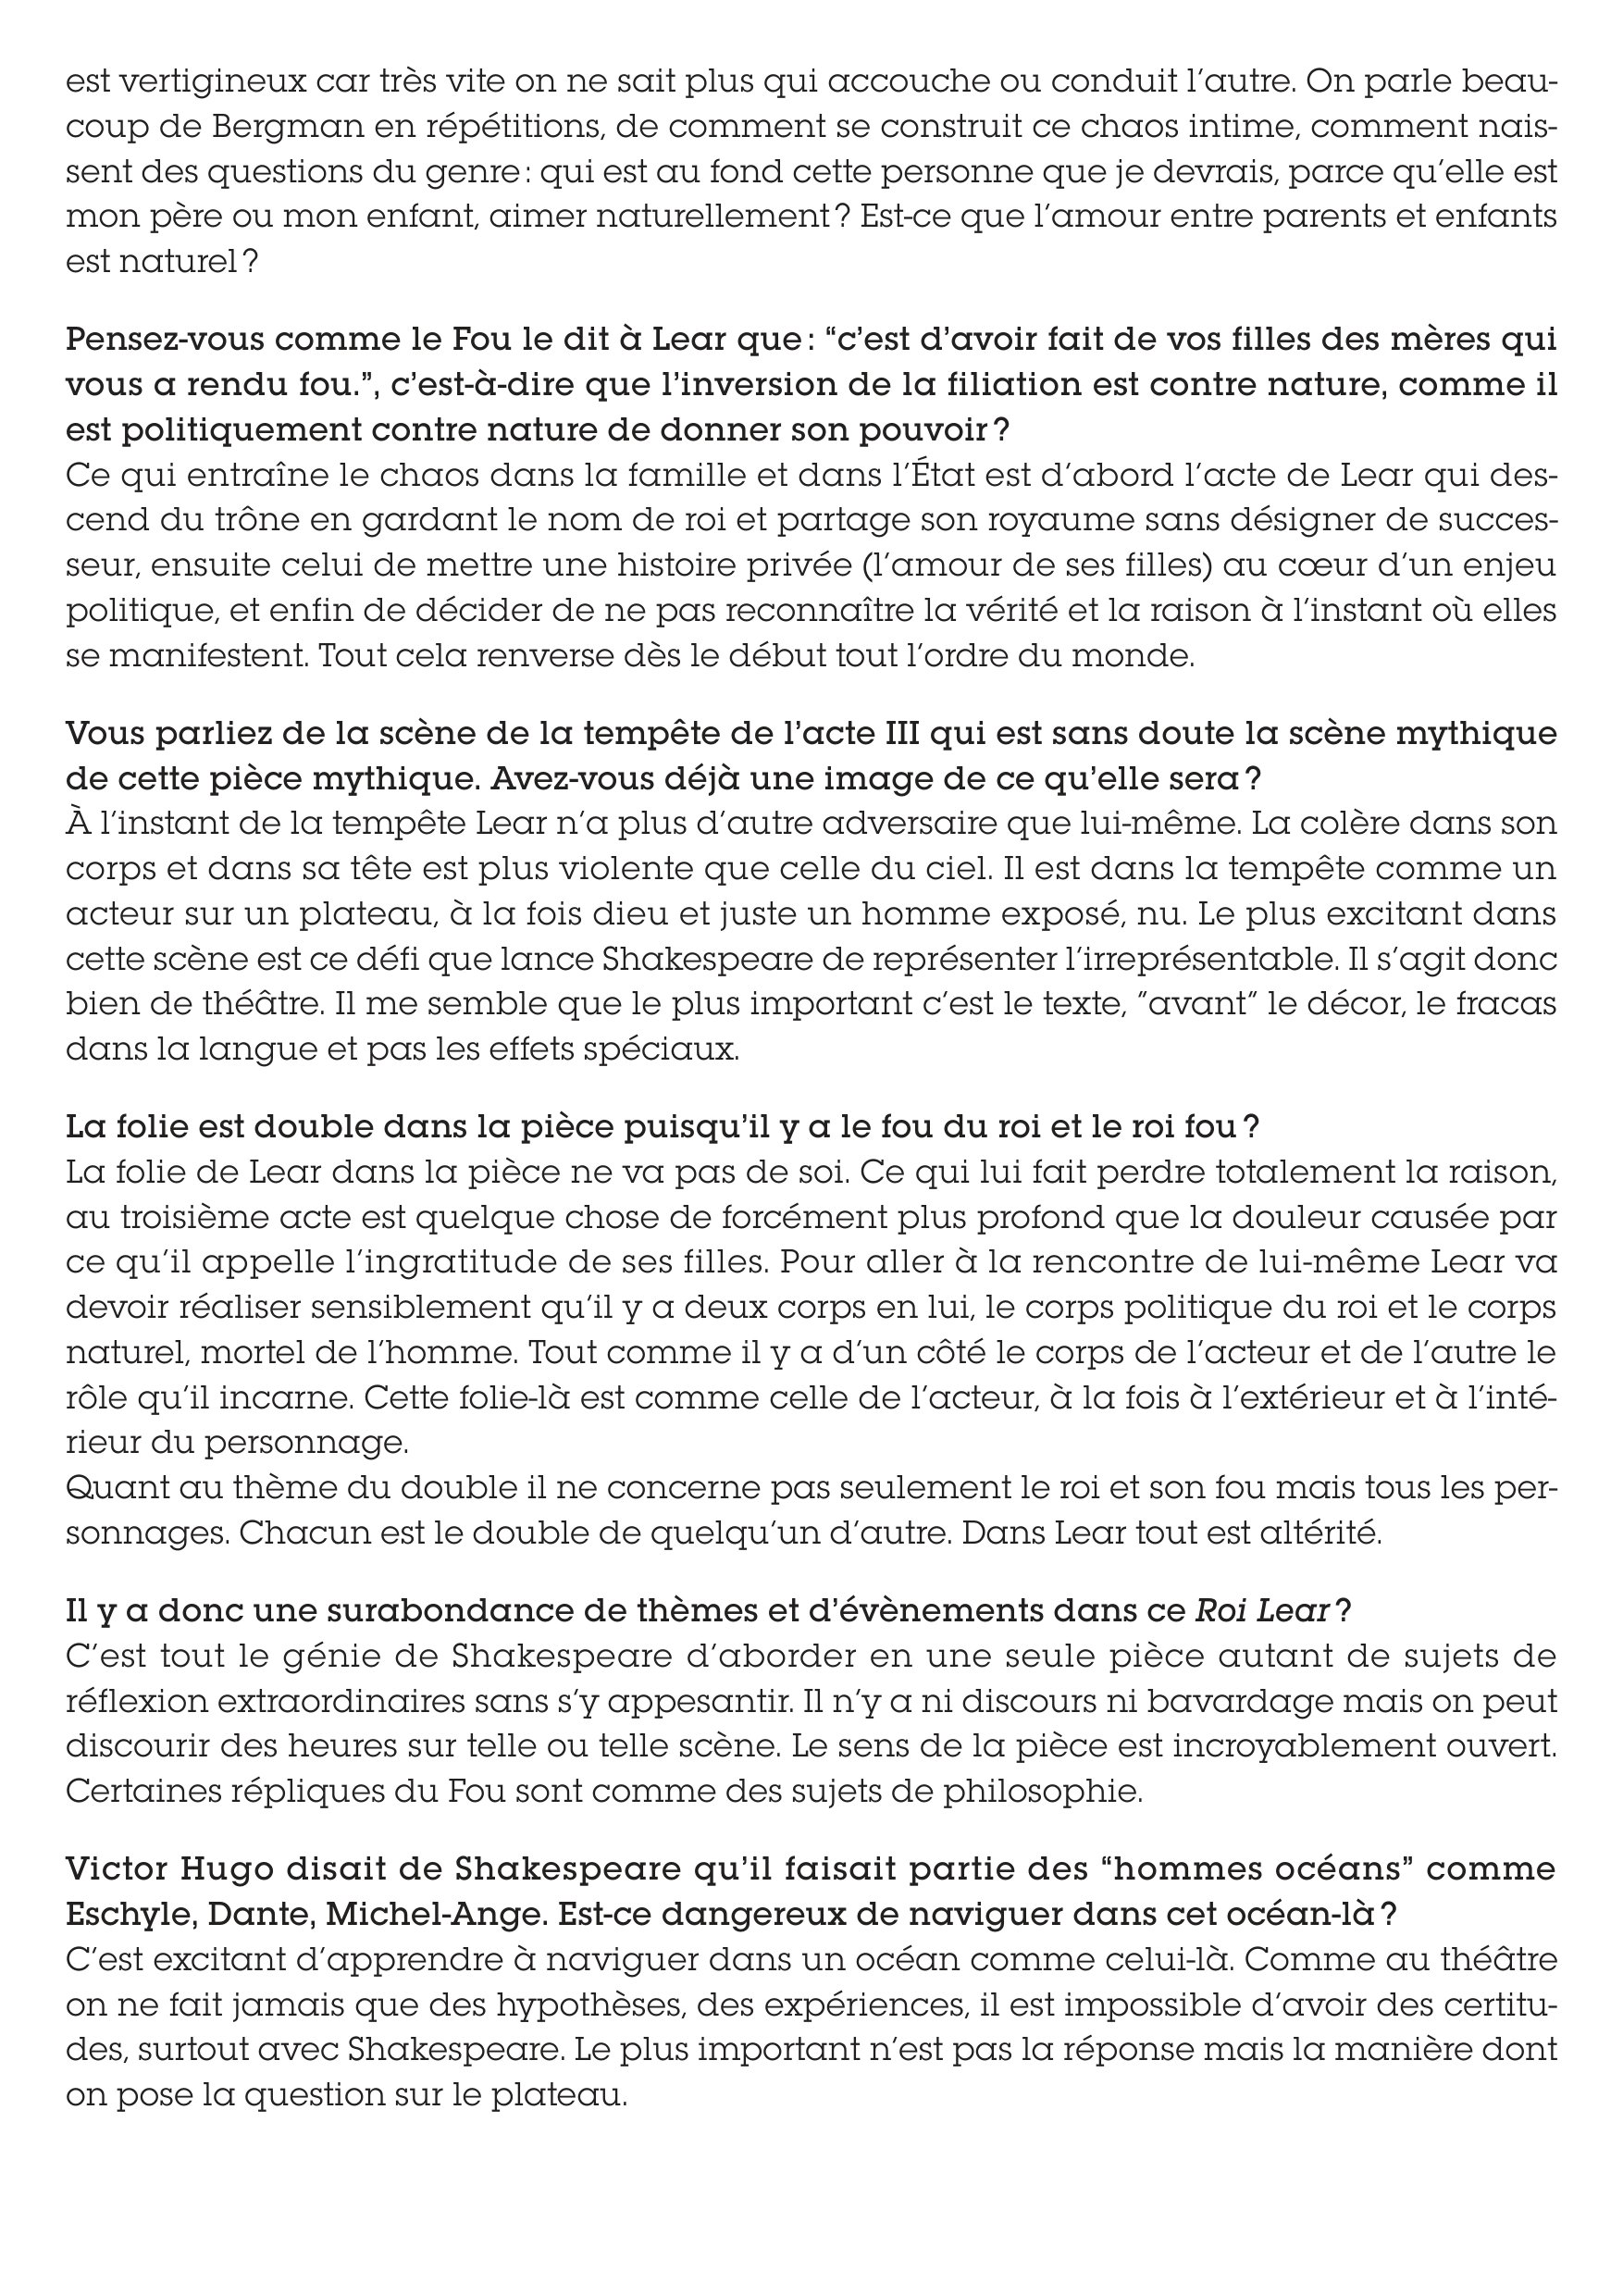 est vertigineux car très vite on ne sait plus qui accouche ou conduit l’autre. On parle beau-
coup de Bergman en répétitions, de comment se construit ce chaos intime, comment nais-
sent des questions du genre : qui est au fond cette personne que je devrais, parce qu’elle est
mon père ou mon enfant, aimer naturellement ? Est-ce que l’amour entre parents et enfants
est naturel ?
Pensez-vous comme le Fou le dit à Lear que : “c’est d’avoir fait de vos filles des mères qui
vous a rendu fou.”, c’est-à-dire que l’inversion de la filiation est contre nature, comme il
est politiquement contre nature de donner son pouvoir ?
Ce qui entraîne le chaos dans la famille et dans l’État est d’abord l’acte de Lear qui des-
cend du trône en gardant le nom de roi et partage son royaume sans désigner de succes-
seur, ensuite celui de mettre une histoire privée (l’amour de ses filles) au cœur d’un enjeu
politique, et enfin de décider de ne pas reconnaître la vérité et la raison à l’instant où elles
se manifestent. Tout cela renverse dès le début tout l’ordre du monde.
Vous parliez de la scène de la tempête de l’acte III qui est sans doute la scène mythique
de cette pièce mythique. Avez-vous déjà une image de ce qu’elle sera ?
À l’instant de la tempête Lear n’a plus d’autre adversaire que lui-même. La colère dans son
corps et dans sa tête est plus violente que celle du ciel. Il est dans la tempête comme un
acteur sur un plateau, à la fois dieu et juste un homme exposé, nu. Le plus excitant dans
cette scène est ce défi que lance Shakespeare de représenter l’irreprésentable. Il s’agit donc
bien de théâtre. Il me semble que le plus important c’est le texte, ”avant” le décor, le fracas
dans la langue et pas les effets spéciaux.
La folie est double dans la pièce puisqu’il y a le fou du roi et le roi fou ?
La folie de Lear dans la pièce ne va pas de soi. Ce qui lui fait perdre totalement la raison,
au troisième acte est quelque chose de forcément plus profond que la douleur causée par
ce qu’il appelle l’ingratitude de ses filles. Pour aller à la rencontre de lui-même Lear va
devoir réaliser sensiblement qu’il y a deux corps en lui, le corps politique du roi et le corps
naturel, mortel de l’homme. Tout comme il y a d’un côté le corps de l’acteur et de l’autre le
rôle qu’il incarne. Cette folie-là est comme celle de l’acteur, à la fois à l’extérieur et à l’inté-
rieur du personnage.
Quant au thème du double il ne concerne pas seulement le roi et son fou mais tous les per-
sonnages. Chacun est le double de quelqu’un d’autre. Dans Lear tout est altérité.
Il y a donc une surabondance de thèmes et d’évènements dans ce Roi Lear ?
C’est tout le génie de Shakespeare d’aborder en une seule pièce autant de sujets de
réflexion extraordinaires sans s’y appesantir. Il n’y a ni discours ni bavardage mais on peut
discourir des heures sur telle ou telle scène. Le sens de la pièce est incroyablement ouvert.
Certaines répliques du Fou sont comme des sujets de philosophie.
Victor Hugo disait de Shakespeare qu’il faisait partie des “hommes océans” comme
Eschyle, Dante, Michel-Ange. Est-ce dangereux de naviguer dans cet océan-là ?
C’est excitant d’apprendre à naviguer dans un océan comme celui-là. Comme au théâtre
on ne fait jamais que des hypothèses, des expériences, il est impossible d’avoir des certitu-
des, surtout avec Shakespeare. Le plus important n’est pas la réponse mais la manière dont
on pose la question sur le plateau.